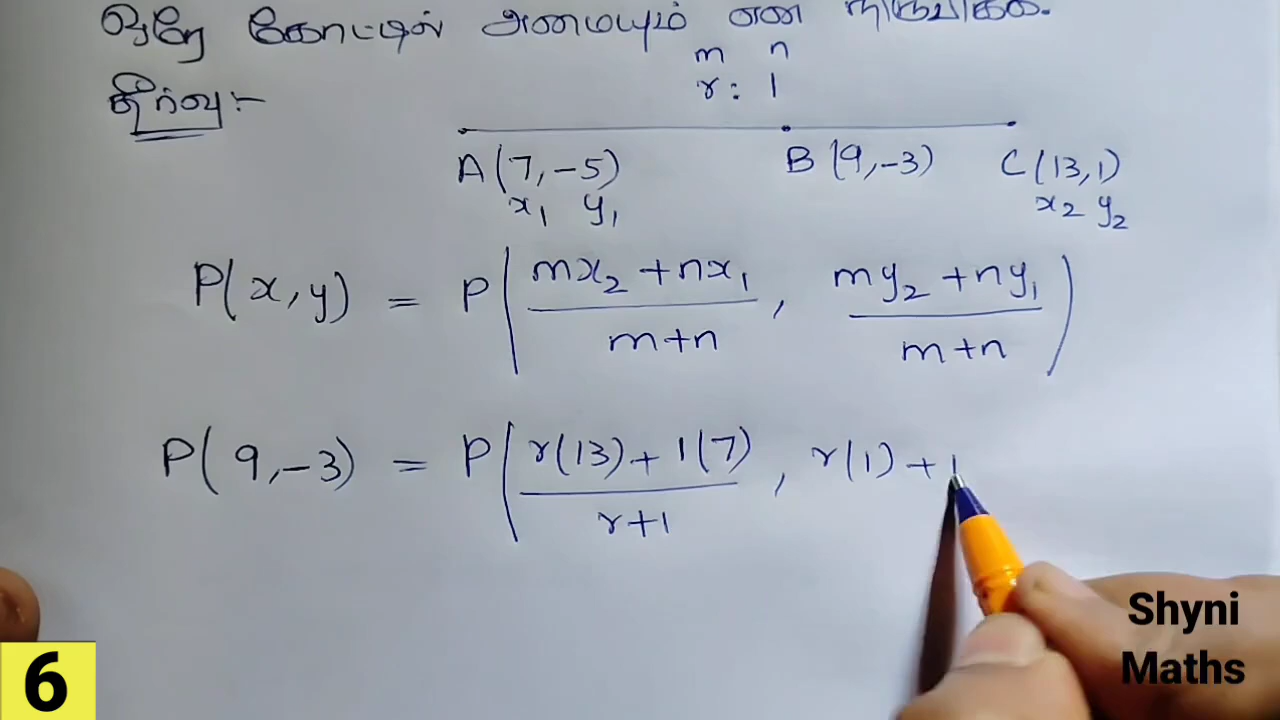 ஒரே கோட்டில் அமையும் என நிருவுக.
தீர்வு:-
m n
r : 1
A(7,-5) B(9,-3) C(13,1)
x₁ y₁ x₂ y₂
P(x,y) = P((mx₂+nx₁)/(m+n), (my₂+ny₁)/(m+n))
P(9,-3) = P((r(13)+1(7))/(r+1), r(1)+1
Shyni
Maths
6